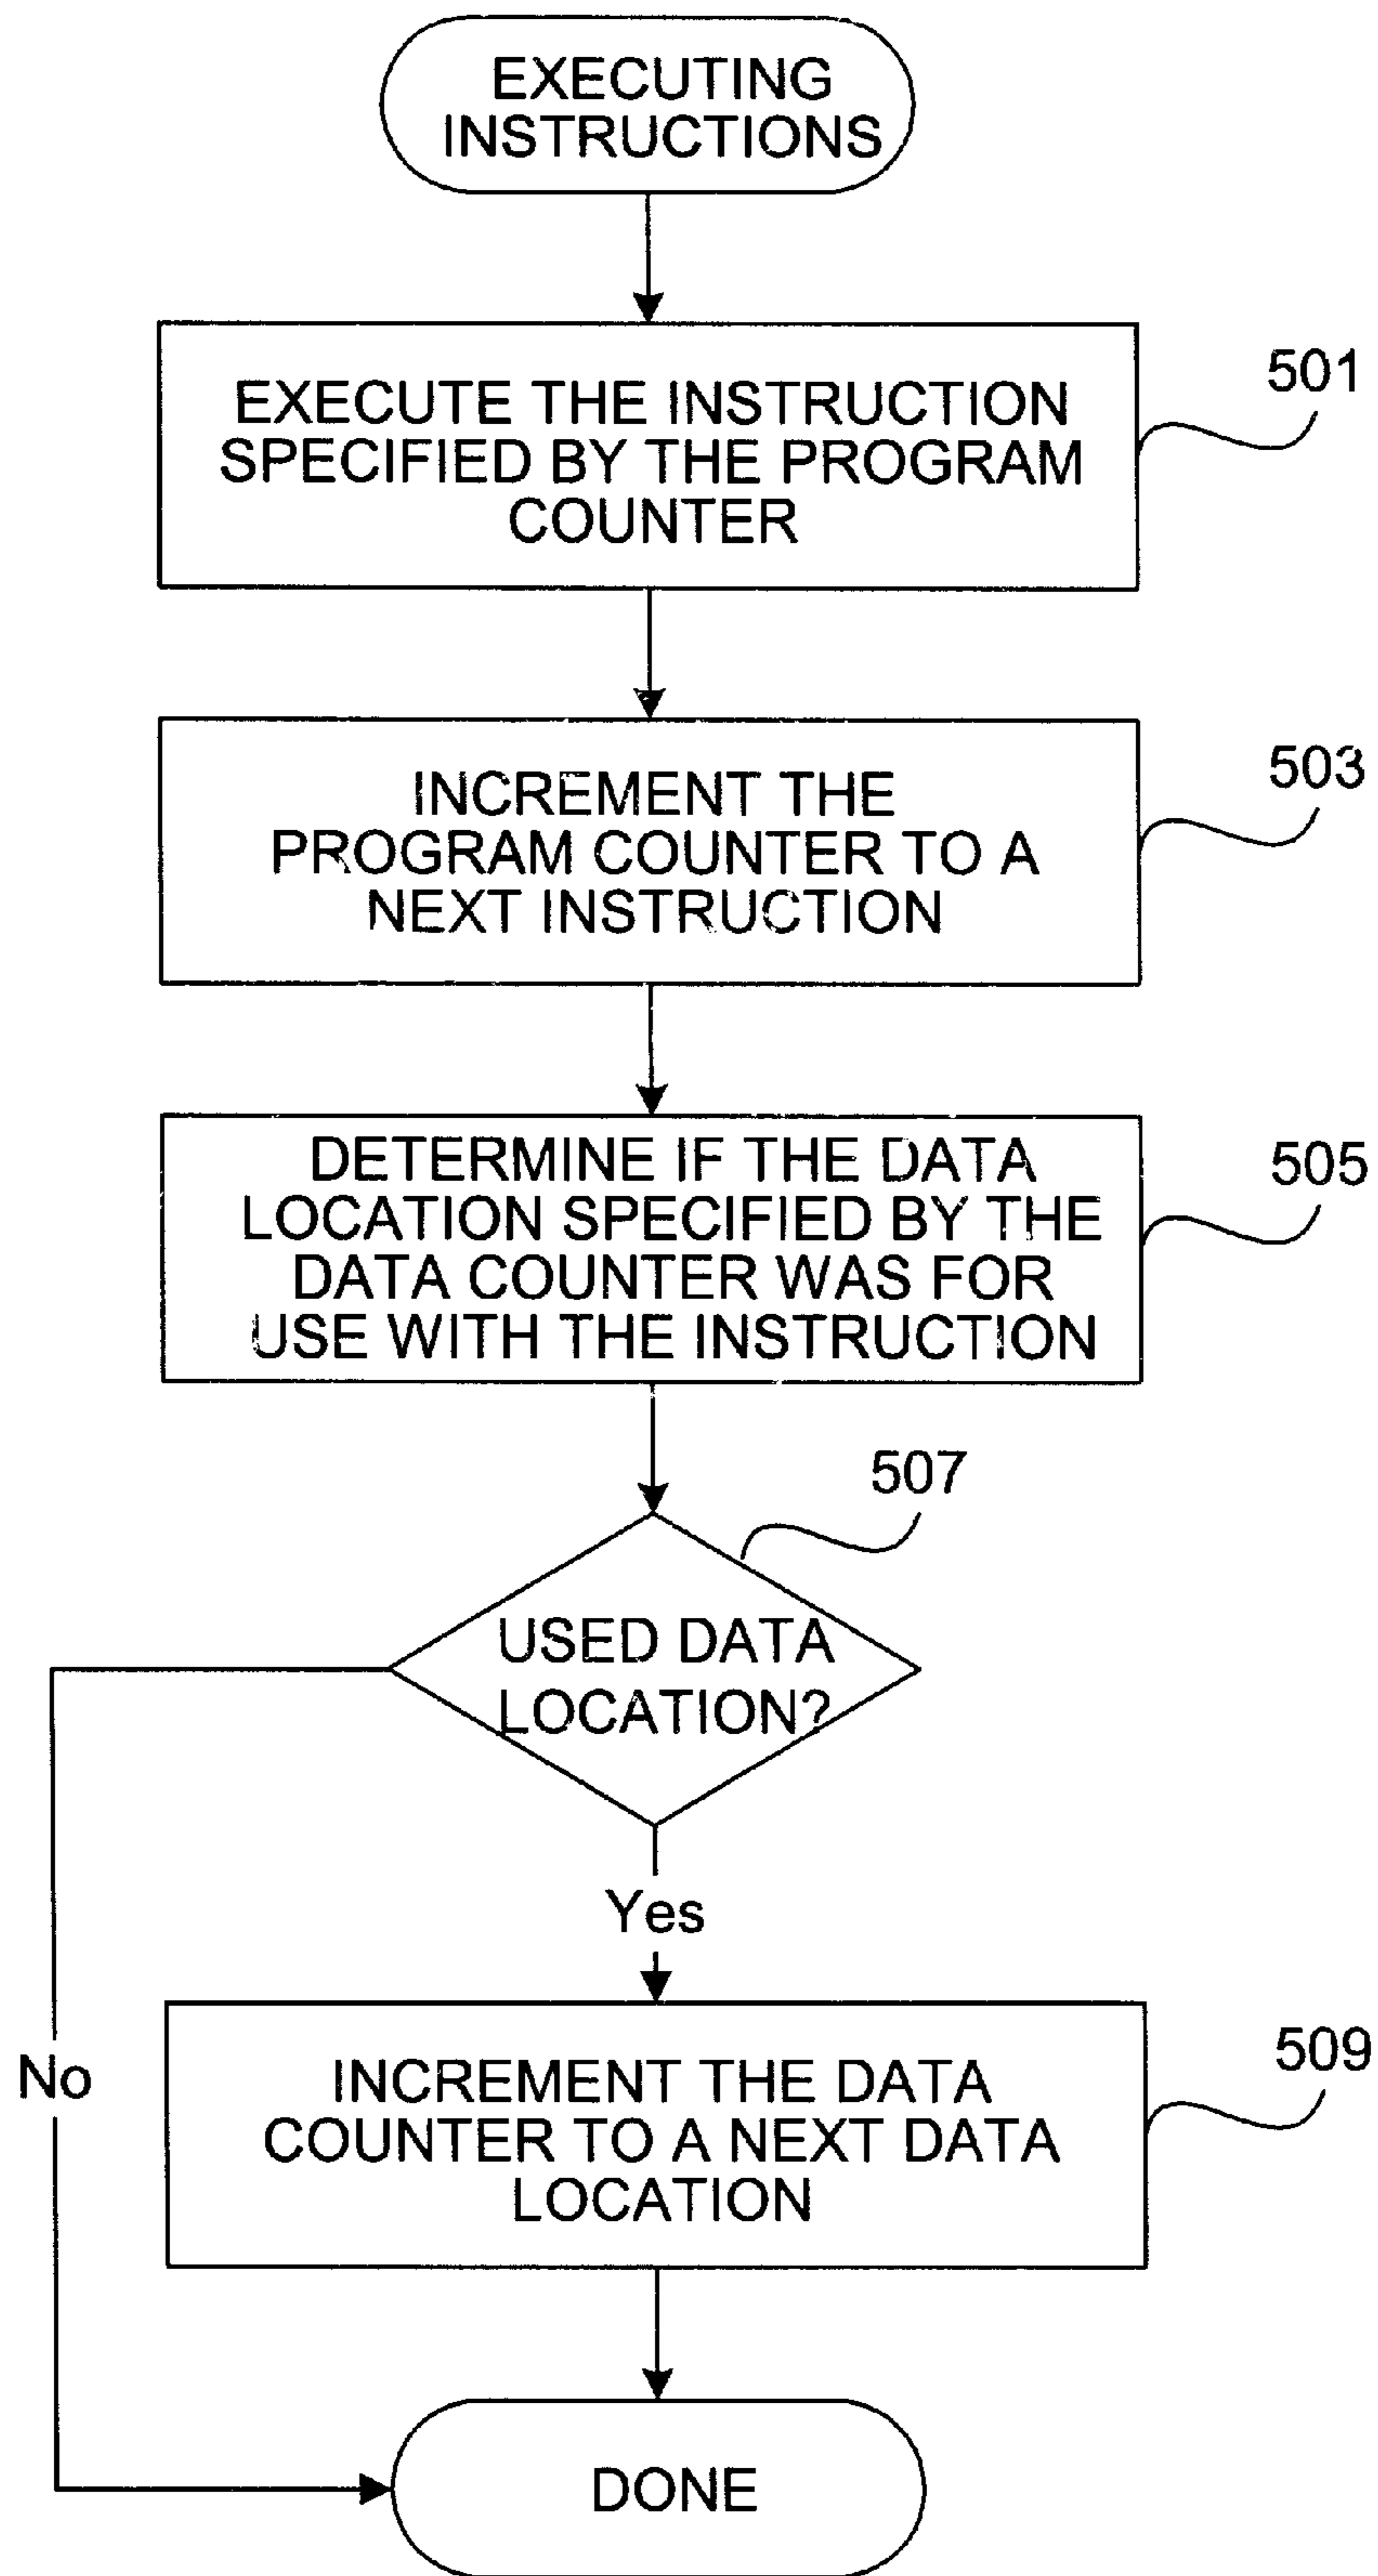 EXECUTING
INSTRUCTIONS
501
EXECUTE THE INSTRUCTION
SPECIFIED BY THE PROGRAM
COUNTER
503
INCREMENT THE
PROGRAM COUNTER TO A
NEXT INSTRUCTION
505
DETERMINE IF THE DATA
LOCATION SPECIFIED BY THE
DATA COUNTER WAS FOR
USE WITH THE INSTRUCTION
507
USED DATA
LOCATION?
Yes
No
509
INCREMENT THE DATA
COUNTER TO A NEXT DATA
LOCATION
DONE